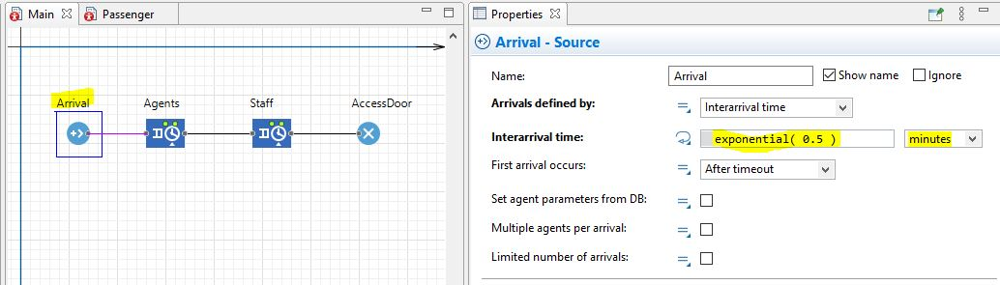 Main Passenger
Arrival Agents Staff AccessDoor
Properties
Arrival - Source
Name: Arrival Show name Ignore
Arrivals defined by: Interarrival time
Interarrival time: exponential( 0.5 ) minutes
First arrival occurs: After timeout
Set agent parameters from DB:
Multiple agents per arrival:
Limited number of arrivals: